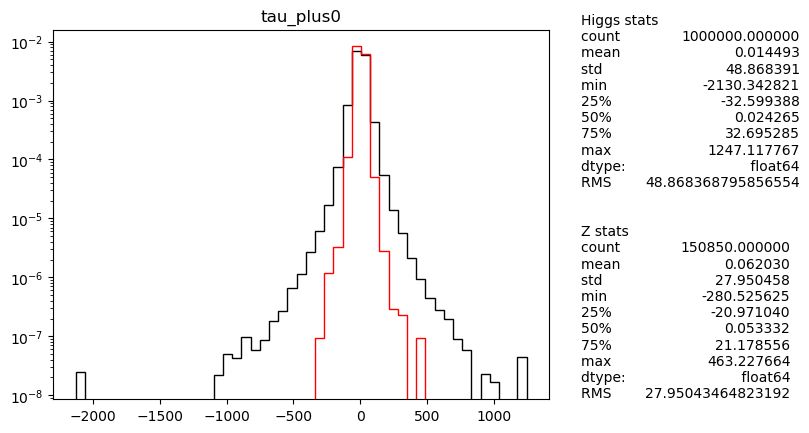 tau_plus0
10⁻²
10⁻³
10⁻⁴
10⁻⁵
10⁻⁶
10⁻⁷
10⁻⁸
−2000 −1500 −1000 −500 0 500 1000
Higgs stats
count 1000000.000000
mean 0.014493
std 48.868391
min -2130.342821
25% -32.599388
50% 0.024265
75% 32.695285
max 1247.117767
dtype: float64
RMS 48.868368795856554
Z stats
count 150850.000000
mean 0.062030
std 27.950458
min -280.525625
25% -20.971040
50% 0.053332
75% 21.178556
max 463.227664
dtype: float64
RMS 27.95043464823192